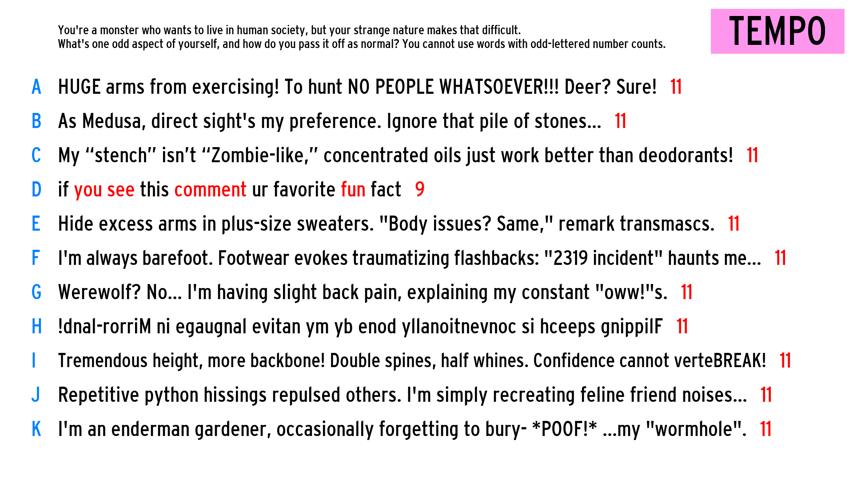 You're a monster who wants to live in human society, but your strange nature makes that difficult.
What's one odd aspect of yourself, and how do you pass it off as normal? You cannot use words with odd-lettered number counts.
TEMPO
A HUGE arms from exercising! To hunt NO PEOPLE WHATSOEVER!!! Deer? Sure! 11
B As Medusa, direct sight's my preference. Ignore that pile of stones... 11
C My “stench” isn’t “Zombie-like,” concentrated oils just work better than deodorants! 11
D if you see this comment ur favorite fun fact 9
E Hide excess arms in plus-size sweaters. "Body issues? Same," remark transmascs. 11
F I'm always barefoot. Footwear evokes traumatizing flashbacks: "2319 incident" haunts me... 11
G Werewolf? No... I'm having slight back pain, explaining my constant "oww!"s. 11
H !dnal-rorriM ni egaugnal evitan ym yb enod yllanoitnevnoc si hceeps gnippilF 11
I Tremendous height, more backbone! Double spines, half whines. Confidence cannot verteBREAK! 11
J Repetitive python hissings repulsed others. I'm simply recreating feline friend noises... 11
K I'm an enderman gardener, occasionally forgetting to bury- *POOF!* ...my "wormhole". 11